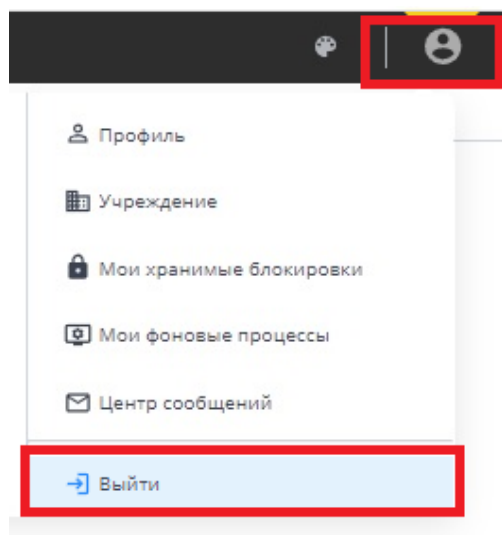 Профиль
Учреждение
Мои хранимые блокировки
Мои фоновые процессы
Центр сообщений
Выйти